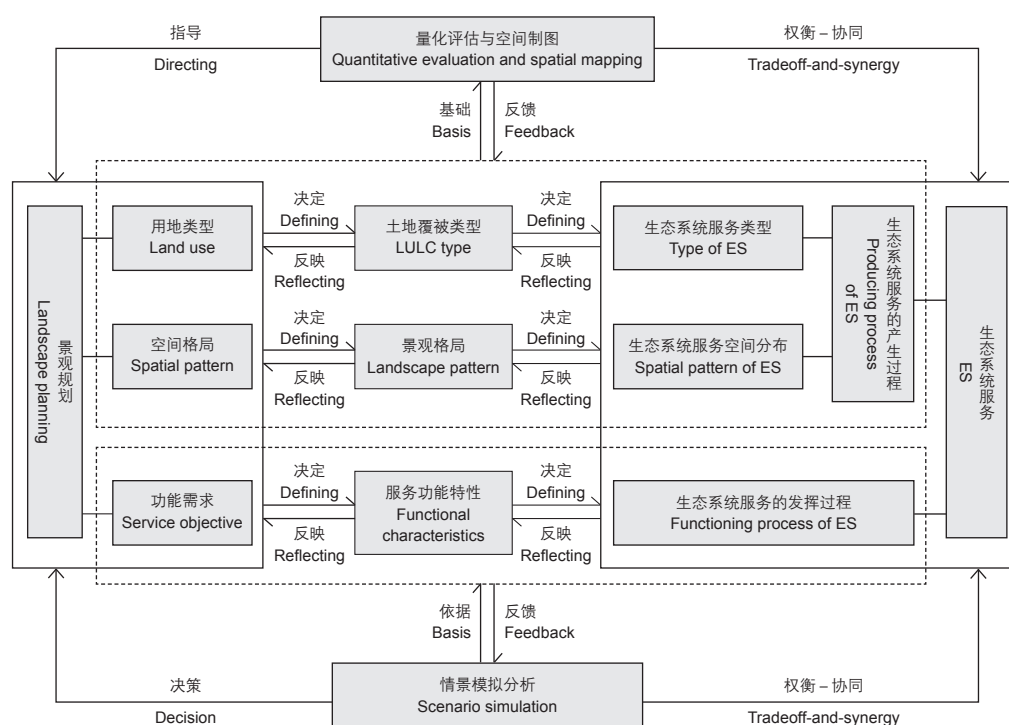 量化评估与空间制图
Quantitative evaluation and spatial mapping
指导
Directing
权衡 – 协同
Tradeoff-and-synergy
基础
Basis
反馈
Feedback
景观规划
Landscape planning
用地类型
Land use
决定
Defining
反映
Reflecting
土地覆被类型
LULC type
决定
Defining
反映
Reflecting
生态系统服务类型
Type of ES
空间格局
Spatial pattern
决定
Defining
反映
Reflecting
景观格局
Landscape pattern
决定
Defining
反映
Reflecting
生态系统服务空间分布
Spatial pattern of ES
生态系统服务的产生过程
Producing process
of ES
生态系统服务
ES
功能需求
Service objective
决定
Defining
反映
Reflecting
服务功能特性
Functional
characteristics
决定
Defining
反映
Reflecting
生态系统服务的发挥过程
Functioning process of ES
依据
Basis
反馈
Feedback
决策
Decision
情景模拟分析
Scenario simulation
权衡 – 协同
Tradeoff-and-synergy